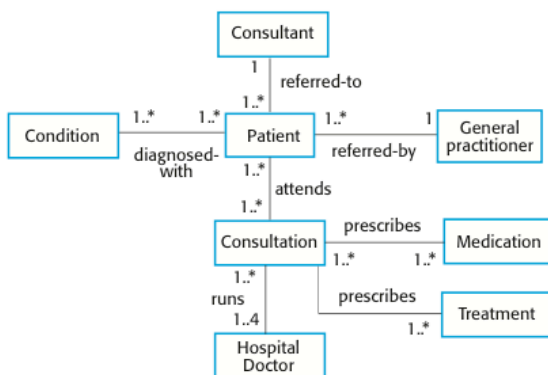 Consultant
1
referred-to
1..*
1..*
1..*
1..*
1
Condition
Patient
General
practitioner
diagnosed-
with
referred-by
1..*
attends
1..*
prescribes
Consultation
Medication
1..*
1..*
1..*
runs
prescribes
1..4
Treatment
1..*
Hospital
Doctor